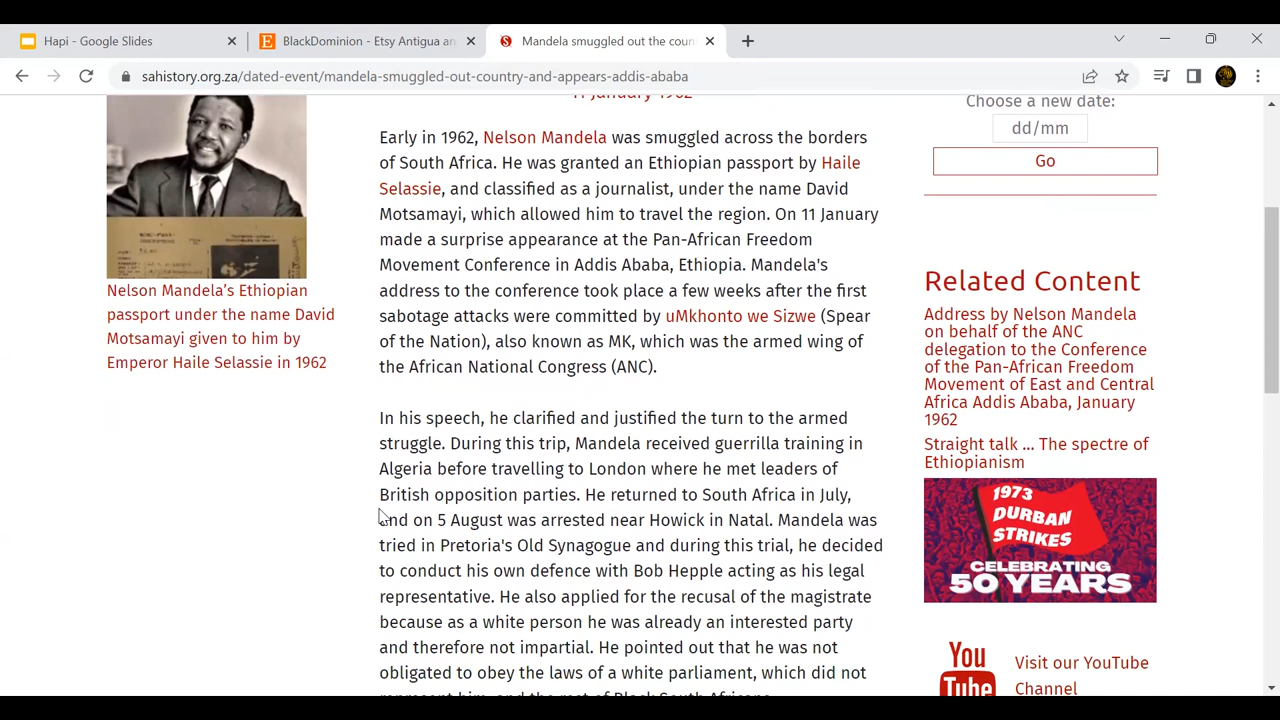 Hapi - Google Slides
BlackDominion - Etsy Antigua an
Mandela smuggled out the coun
sahistory.org.za/dated-event/mandela-smuggled-out-country-and-appears-addis-ababa
11 January 1962
Early in 1962, Nelson Mandela was smuggled across the borders
of South Africa. He was granted an Ethiopian passport by Haile
Selassie, and classified as a journalist, under the name David
Motsamayi, which allowed him to travel the region. On 11 January
made a surprise appearance at the Pan-African Freedom
Movement Conference in Addis Ababa, Ethiopia. Mandela's
address to the conference took place a few weeks after the first
sabotage attacks were committed by uMkhonto we Sizwe (Spear
of the Nation), also known as MK, which was the armed wing of
the African National Congress (ANC).
In his speech, he clarified and justified the turn to the armed
struggle. During this trip, Mandela received guerrilla training in
Algeria before travelling to London where he met leaders of
British opposition parties. He returned to South Africa in July,
and on 5 August was arrested near Howick in Natal. Mandela was
tried in Pretoria's Old Synagogue and during this trial, he decided
to conduct his own defence with Bob Hepple acting as his legal
representative. He also applied for the recusal of the magistrate
because as a white person he was already an interested party
and therefore not impartial. He pointed out that he was not
obligated to obey the laws of a white parliament, which did not
represent him, and the rest of Black South Africans.
Nelson Mandela’s Ethiopian
passport under the name David
Motsamayi given to him by
Emperor Haile Selassie in 1962
Choose a new date:
dd/mm
Go
Related Content
Address by Nelson Mandela
on behalf of the ANC
delegation to the Conference
of the Pan-African Freedom
Movement of East and Central
Africa Addis Ababa, January
1962
Straight talk ... The spectre of
Ethiopianism
1973
DURBAN
STRIKES
CELEBRATING
50 YEARS
You
Tube
Visit our YouTube
Channel